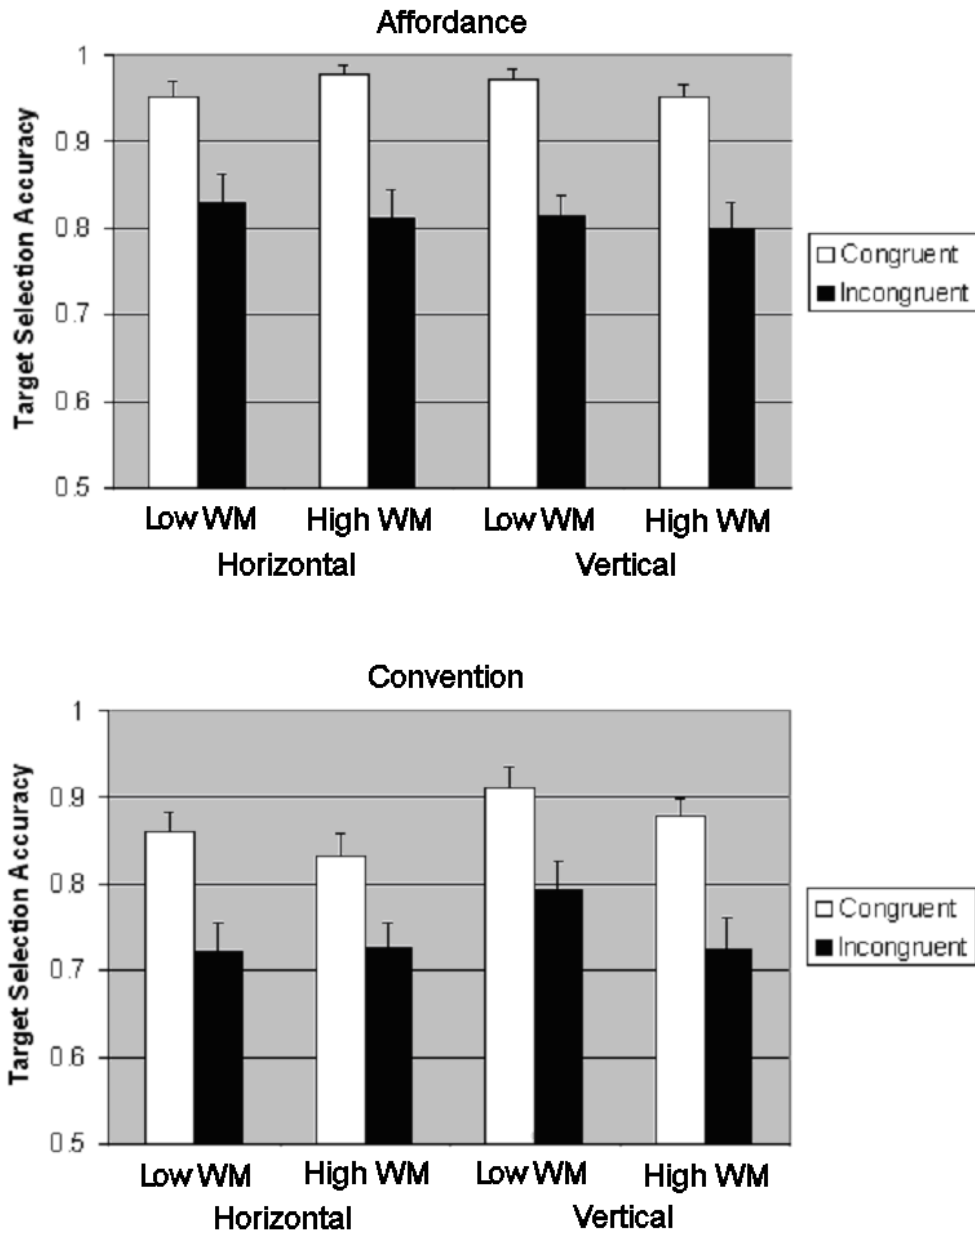 Affordance
Target Selection Accuracy
1
0.9
0.8
0.7
0.6
0.5
Low WM High WM Low WM High WM
Horizontal Vertical
Congruent
Incongruent
Convention
Target Selection Accuracy
1
0.9
0.8
0.7
0.6
0.5
Low WM High WM Low WM High WM
Horizontal Vertical
Congruent
Incongruent